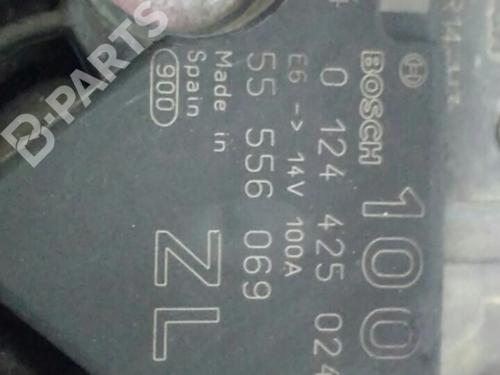 BOSCH 100
0 124 425 024
E6 -> 14V 100A
55 556 069
Made in
Spain
900
ZL
B-PARTS